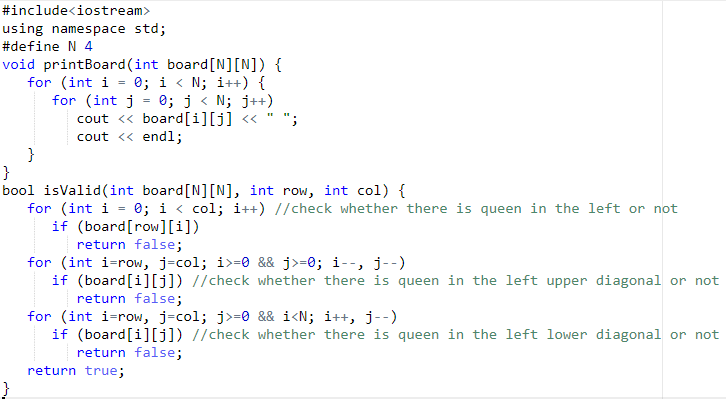 #include<iostream>
using namespace std;
#define N 4
void printBoard(int board[N][N]) {
   for (int i = 0; i < N; i++) {
      for (int j = 0; j < N; j++)
         cout << board[i][j] << " ";
         cout << endl;
   }
}
bool isValid(int board[N][N], int row, int col) {
   for (int i = 0; i < col; i++) //check whether there is queen in the left or not
      if (board[row][i])
         return false;
   for (int i=row, j=col; i>=0 && j>=0; i--, j--)
      if (board[i][j]) //check whether there is queen in the left upper diagonal or not
         return false;
   for (int i=row, j=col; j>=0 && i<N; i++, j--)
      if (board[i][j]) //check whether there is queen in the left lower diagonal or not
         return false;
   return true;
}